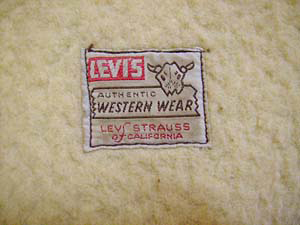 LEVI'S
AUTHENTIC
WESTERN WEAR
LEVI STRAUSS
of CALIFORNIA